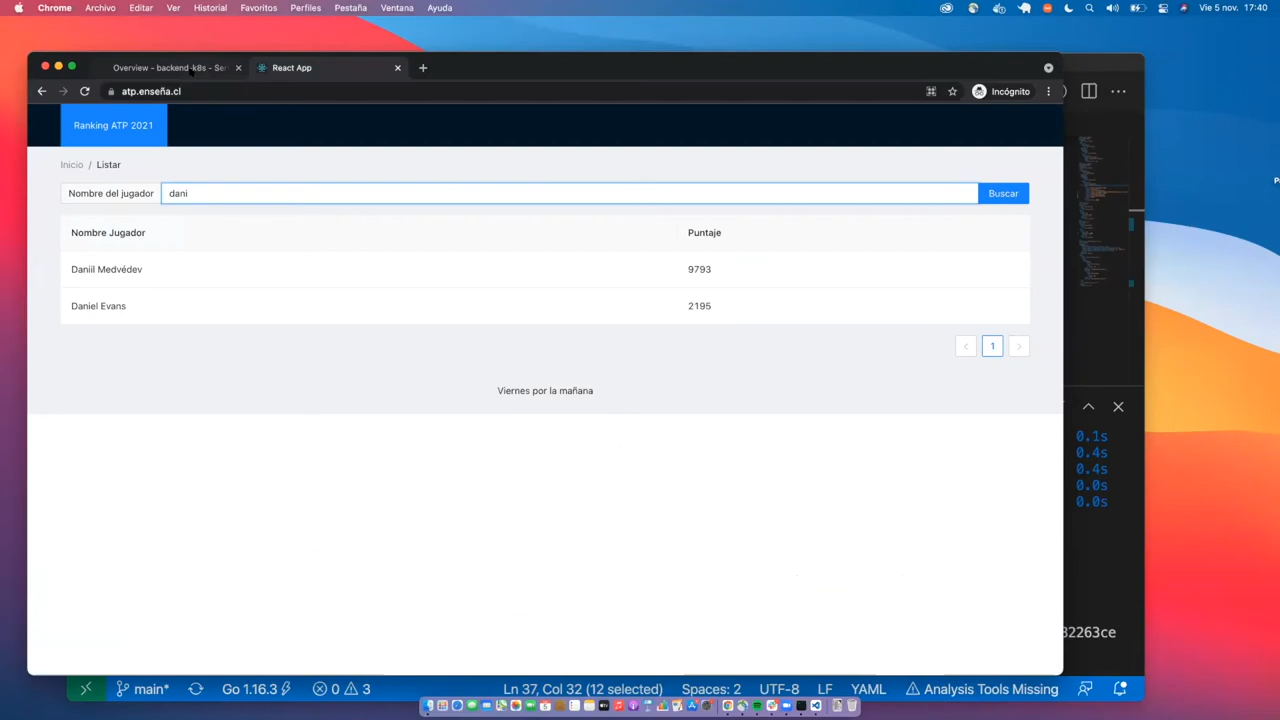 Chrome Archivo Editar Ver Historial Favoritos Perfiles Pestaña Ventana Ayuda Vie 5 nov. 17:40
Overview - backend-k8s - Ser React App
atp.enseña.cl Incógnito
Ranking ATP 2021
Inicio / Listar
Nombre del jugador dani Buscar
Nombre Jugador Puntaje
Daniil Medvédev 9793
Daniel Evans 2195
1
Viernes por la mañana
0.1s
0.4s
0.4s
0.0s
0.0s
32263ce
main* Go 1.16.3 0 3 Ln 37, Col 32 (12 selected) Spaces: 2 UTF-8 LF YAML Analysis Tools Missing